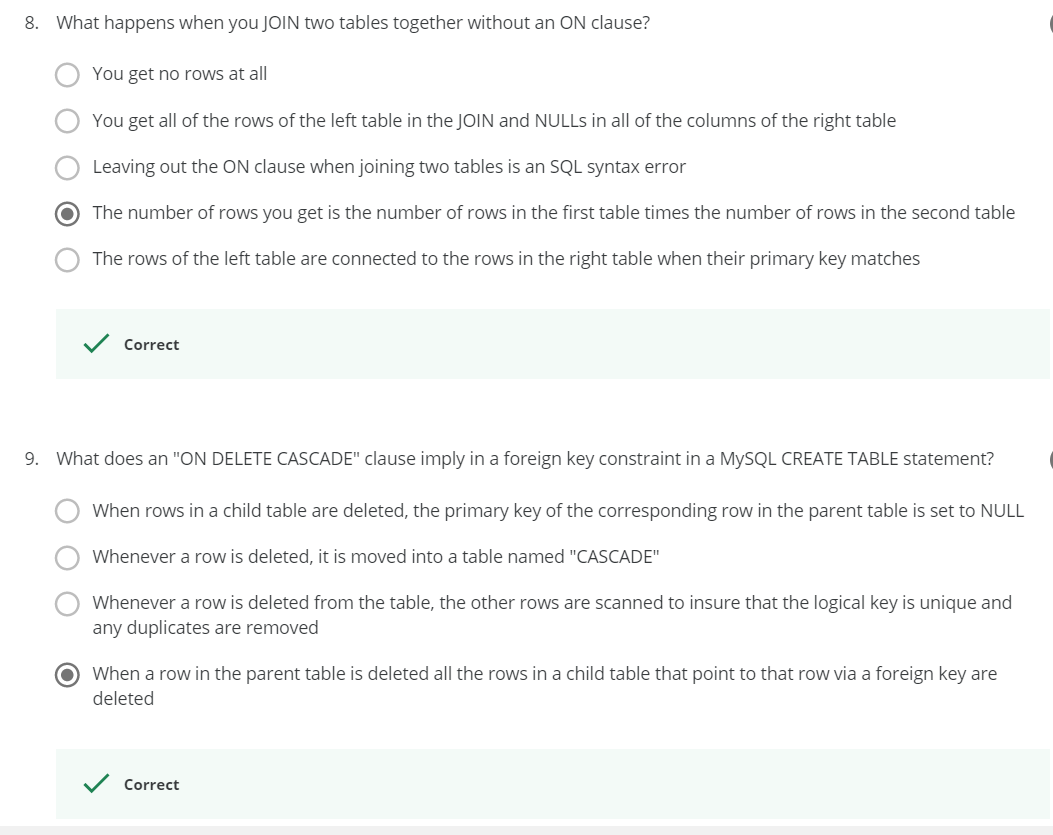 8. What happens when you JOIN two tables together without an ON clause?
You get no rows at all
You get all of the rows of the left table in the JOIN and NULLs in all of the columns of the right table
Leaving out the ON clause when joining two tables is an SQL syntax error
The number of rows you get is the number of rows in the first table times the number of rows in the second table
The rows of the left table are connected to the rows in the right table when their primary key matches
Correct
9. What does an "ON DELETE CASCADE" clause imply in a foreign key constraint in a MySQL CREATE TABLE statement?
When rows in a child table are deleted, the primary key of the corresponding row in the parent table is set to NULL
Whenever a row is deleted, it is moved into a table named "CASCADE"
Whenever a row is deleted from the table, the other rows are scanned to insure that the logical key is unique and
any duplicates are removed
When a row in the parent table is deleted all the rows in a child table that point to that row via a foreign key are
deleted
Correct